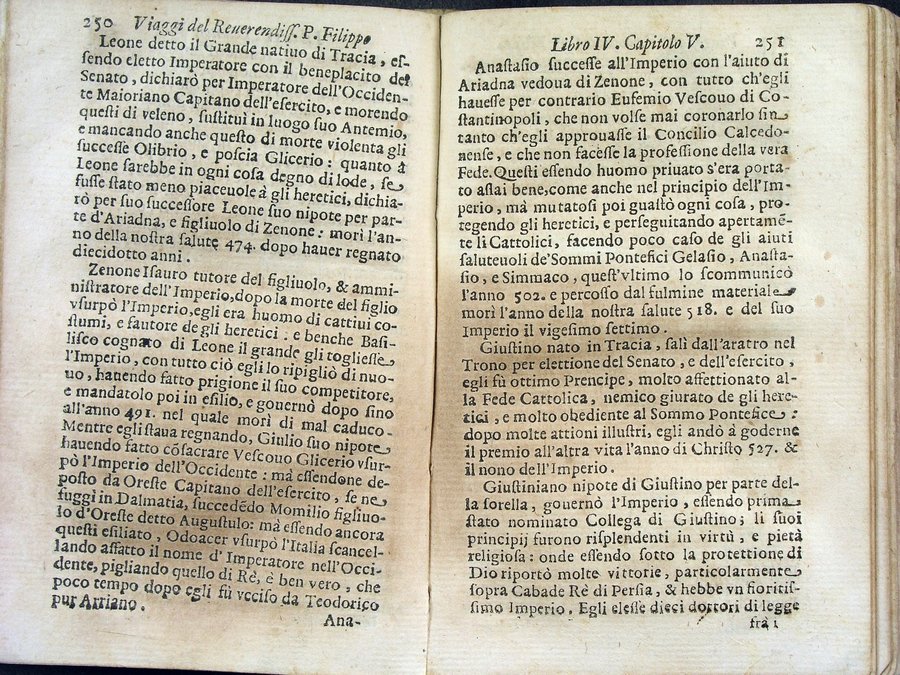 250 Viaggi del Reuerendiſſ. P. Filippo
Leone detto il Grande natiuo di Tracia, eſ-
ſendo eletto Imperatore con il beneplacito del
Senato, dichiarò per Imperatore dell'Occiden-
te Maioriano Capitano dell'eſercito, e morendo
queſti di veleno, ſuſtituì in luogo ſuo Antemio,
e mancando anche queſto di morte violenta gli
ſucceſſe Olibrio, e poſcia Glicerio: quanto à
Leone ſarebbe in ogni coſa degno di lode, ſe
fuſſe ſtato meno piaceuole à gli heretici, dichia-
rò per ſuo ſucceſſore Leone ſuo nipote per par-
te d'Ariadna, e figliuolo di Zenone: morì l'an-
no della noſtra ſalute 474. dopo hauer regnato
diecidotto anni.
Zenone Iſauro tutore del figliuolo, & ammi-
niſtratore dell'Imperio, dopo la morte del figlio
vſurpò l'Imperio, egli era huomo di cattiui co-
ſtumi, e fautore de gli heretici: e benche Baſi-
liſco cognato di Leone il grande gli toglieſſe
l'Imperio, con tutto ciò egli lo ripigliò di nuo-
uo, hauendo fatto prigione il ſuo competitore,
e mandatolo poi in eſilio, e gouernò dopo ſino
all'anno 491. nel quale morì di mal caduco.
Mentre egli ſtaua regnando, Giulio ſuo nipote
hauendo fatto cōſacrare Veſcouo Glicerio vſur-
pò l'Imperio dell'Occidente: mà eſſendone de-
poſto da Oreſte Capitano dell'eſercito, ſe ne
fuggì in Dalmatia, ſuccedēdo Momilio figliuo-
lo d'Oreſte detto Auguſtulo: mà eſſendo ancora
queſti eſiliato, Odoacer vſurpò l'Italia ſcancel-
lando affatto il nome d'Imperatore nell'Occi-
dente, pigliando quello di Rè, è ben vero, che
poco tempo dopo egli fù vcciſo da Teodorico
pur Arriano.
Ana-
Libro IV. Capitolo V. 251
Anaſtaſio ſucceſſe all'Imperio con l'aiuto di
Ariadna vedoua di Zenone, con tutto ch'egli
haueſſe per contrario Eufemio Veſcouo di Co-
ſtantinopoli, che non volſe mai coronarlo ſin
tanto ch'egli approuaſſe il Concilio Calcedo-
nenſe, e che non faceſſe la profeſſione della vera
Fede. Queſti eſſendo huomo priuato s'era porta-
to aſſai bene, come anche nel principio dell'Im-
perio, mà mutatoſi poi guaſtò ogni coſa, pro-
tegendo gli heretici, e perſeguitando apertamē-
te li Cattolici, facendo poco caſo de gli aiuti
ſaluteuoli de'Sommi Pontefici Gelaſio, Anaſta-
ſio, e Simmaco, queſt'vltimo lo ſcommunicò
l'anno 502. e percoſſo dal fulmine materiale
morì l'anno della noſtra ſalute 518. e del ſuo
Imperio il vigeſimo ſettimo.
Giuſtino nato in Tracia, ſalì dall'aratro nel
Trono per elettione del Senato, e dell'eſercito,
egli fù ottimo Prencipe, molto affettionato al-
la Fede Cattolica, nemico giurato de gli here-
tici, e molto obediente al Sommo Pontefice:
dopo molte attioni illuſtri, egli andò à goderne
il premio all'altra vita l'anno di Chriſto 527. &
il nono dell'Imperio.
Giuſtiniano nipote di Giuſtino per parte del-
la ſorella, gouernò l'Imperio, eſſendo prima
ſtato nominato Collega di Giuſtino; li ſuoi
principij furono riſplendenti in virtù, e pietà
religioſa: onde eſſendo ſotto la protettione di
Dio riportò molte vittorie, particolarmente
ſopra Cabade Rè di Perſia, & hebbe vn fioritiſ-
ſimo Imperio. Egli eleſſe dieci dottori di legge
frà i